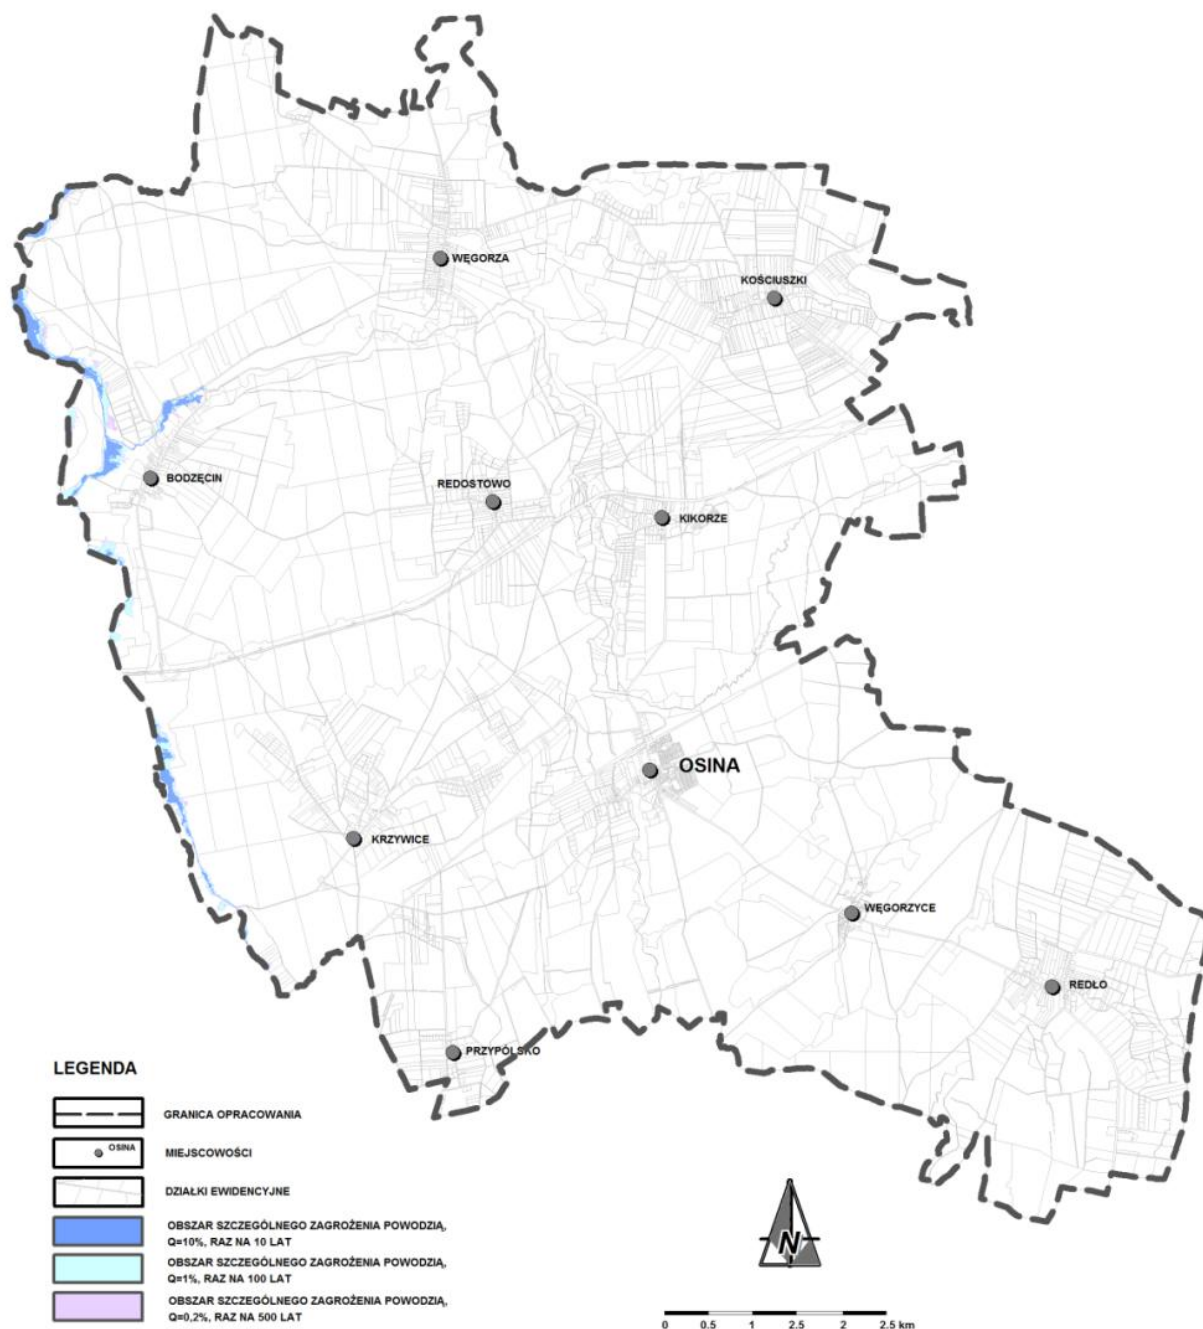 WĘGORZA
KOŚCIUSZKI
BODZĘCIN
REDOSTOWO
KIKORZE
OSINA
KRZYWICE
WĘGORZYCE
REDŁO
PRZYPÓLSKO
LEGENDA
GRANICA OPRACOWANIA
OSINA
MIEJSCOWOŚCI
DZIAŁKI EWIDENCYJNE
OBSZAR SZCZEGÓLNEGO ZAGROŻENIA POWODZIĄ,
Q=10%, RAZ NA 10 LAT
OBSZAR SZCZEGÓLNEGO ZAGROŻENIA POWODZIĄ,
Q=1%, RAZ NA 100 LAT
OBSZAR SZCZEGÓLNEGO ZAGROŻENIA POWODZIĄ,
Q=0,2%, RAZ NA 500 LAT
N
0 0.5 1 2.5 2 2.5 km